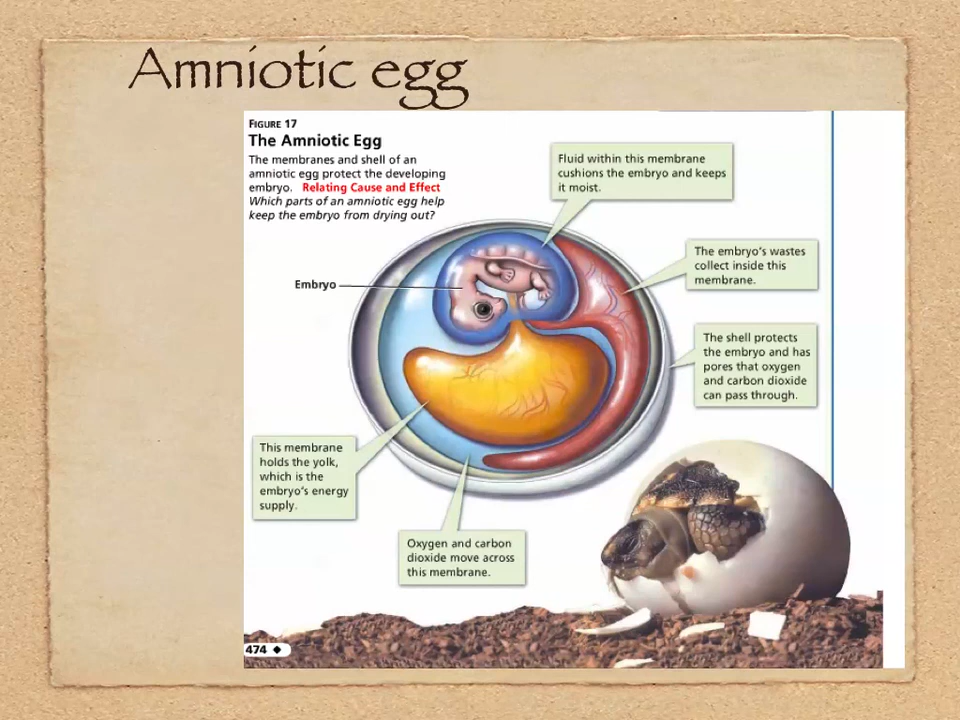 Amniotic egg
FIGURE 17
The Amniotic Egg
The membranes and shell of an
amniotic egg protect the developing
embryo. Relating Cause and Effect
Which parts of an amniotic egg help
keep the embryo from drying out?
Fluid within this membrane
cushions the embryo and keeps
it moist.
The embryo's wastes
collect inside this
membrane.
Embryo
The shell protects
the embryo and has
pores that oxygen
and carbon dioxide
can pass through.
This membrane
holds the yolk,
which is the
embryo's energy
supply.
Oxygen and carbon
dioxide move across
this membrane.
474 ◆